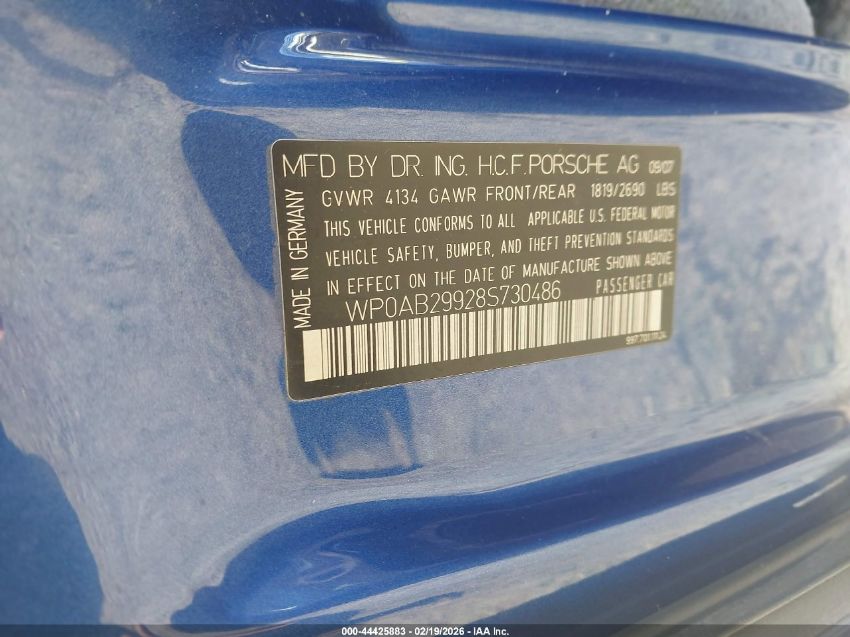 MFD BY DR. ING. H.C.F. PORSCHE AG 09/07
GVWR 4134 GAWR FRONT/REAR 1819/2690 LBS
THIS VEHICLE CONFORMS TO ALL APPLICABLE U.S. FEDERAL MOTOR
VEHICLE SAFETY, BUMPER, AND THEFT PREVENTION STANDARDS
IN EFFECT ON THE DATE OF MANUFACTURE SHOWN ABOVE
WP0AB29928S730486 PASSENGER CAR
MADE IN GERMANY
000-44425883 - 02/19/2026 - IAA Inc.